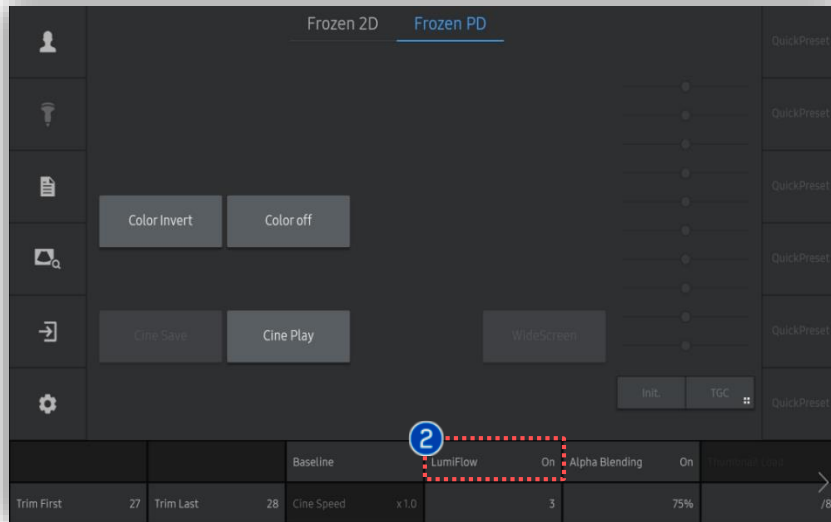 Frozen 2D Frozen PD
QuickPreset
QuickPreset
QuickPreset
Color Invert Color off
QuickPreset
Cine Save Cine Play WideScreen
QuickPreset
Init. TGC
QuickPreset
2
Baseline LumiFlow On Alpha Blending On
Trim First 27 Trim Last 28 Cine Speed x 1.0 3 75% /8